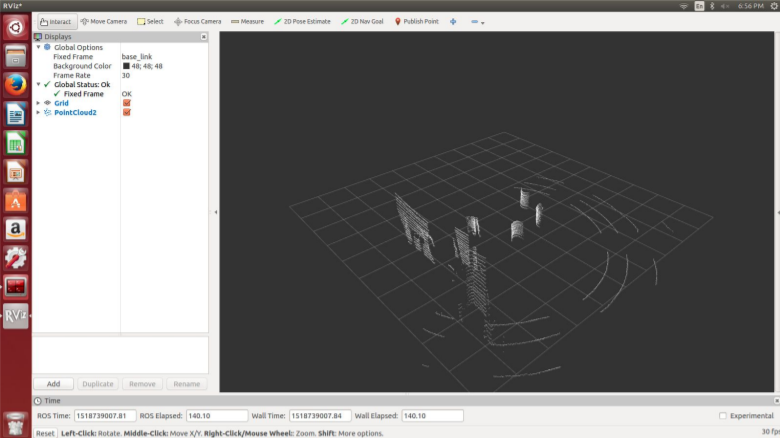 RViz*
En
6:56 PM
Interact Move Camera Select Focus Camera Measure 2D Pose Estimate 2D Nav Goal Publish Point
Displays
Global Options
Fixed Frame base_link
Background Color 48; 48; 48
Frame Rate 30
Global Status: Ok
Fixed Frame OK
Grid
PointCloud2
RViz
Add Duplicate Remove Rename
Time
ROS Time: 1518739007.81 ROS Elapsed: 140.10 Wall Time: 1518739007.84 Wall Elapsed: 140.10 Experimental
Reset Left-Click: Rotate. Middle-Click: Move X/Y. Right-Click/Mouse Wheel: Zoom. Shift: More options. 30 fps